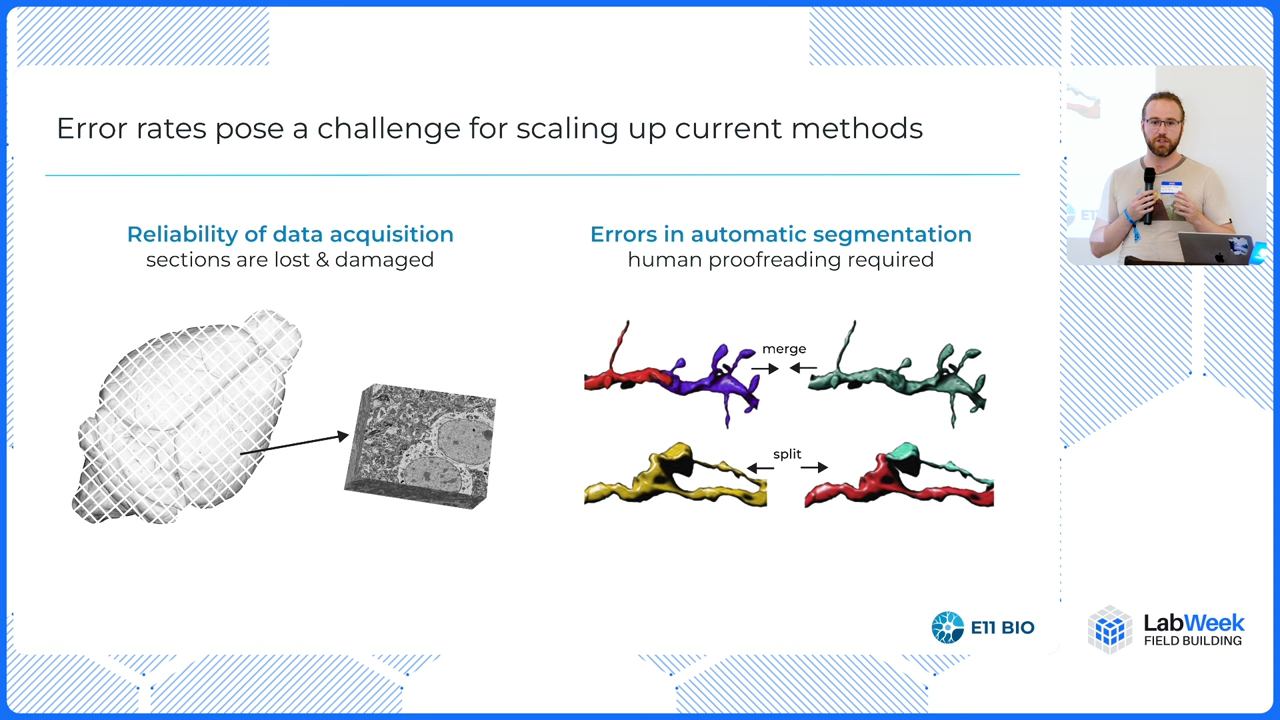 Error rates pose a challenge for scaling up current methods
Reliability of data acquisition
sections are lost & damaged
Errors in automatic segmentation
human proofreading required
merge
split
E11 BIO
LabWeek
FIELD BUILDING